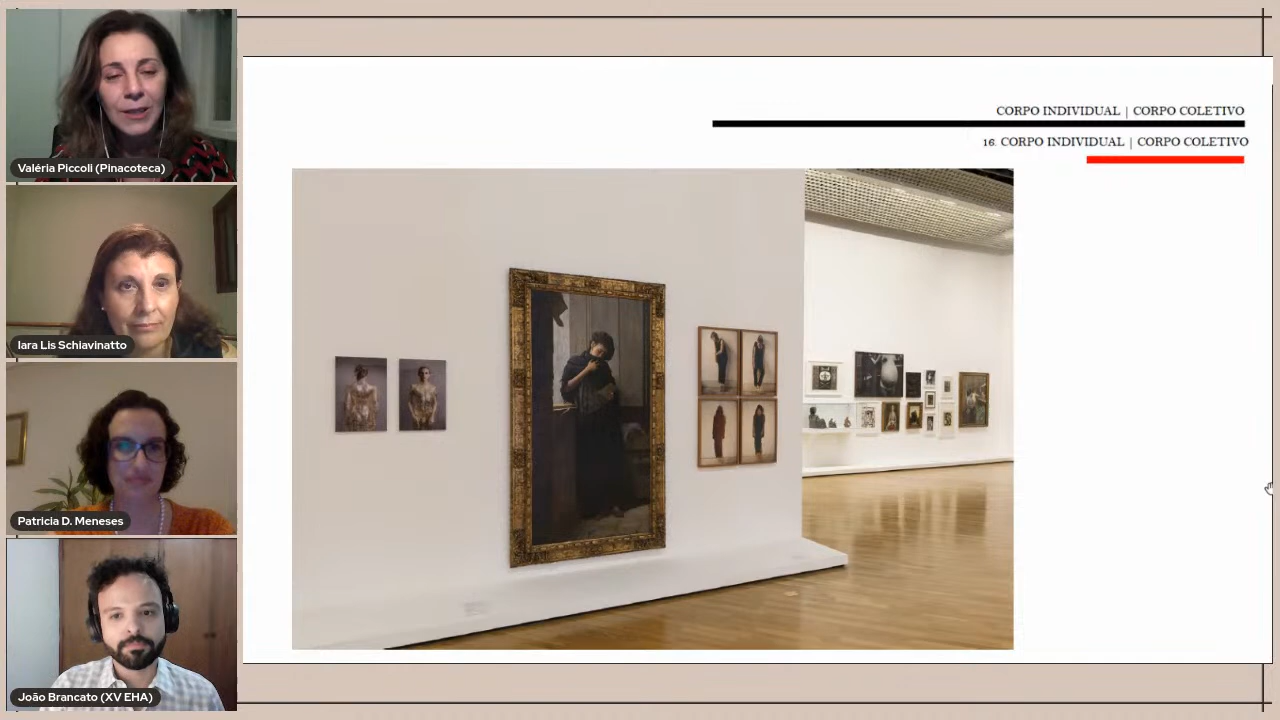 Valéria Piccoli (Pinacoteca)
Iara Lis Schiavinatto
Patricia D. Meneses
João Brancato (XV EHA)
CORPO INDIVIDUAL | CORPO COLETIVO
16. CORPO INDIVIDUAL | CORPO COLETIVO